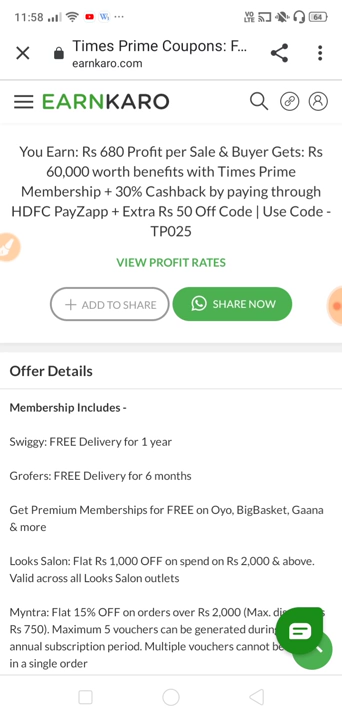 11:58 VO LTE 64
Times Prime Coupons: F...
earnkaro.com
EARNKARO
You Earn: Rs 680 Profit per Sale & Buyer Gets: Rs
60,000 worth benefits with Times Prime
Membership + 30% Cashback by paying through
HDFC PayZapp + Extra Rs 50 Off Code | Use Code -
TP025
VIEW PROFIT RATES
+ ADD TO SHARE
SHARE NOW
Offer Details
Membership Includes -
Swiggy: FREE Delivery for 1 year
Grofers: FREE Delivery for 6 months
Get Premium Memberships for FREE on Oyo, BigBasket, Gaana
& more
Looks Salon: Flat Rs 1,000 OFF on spend on Rs 2,000 & above.
Valid across all Looks Salon outlets
Myntra: Flat 15% OFF on orders over Rs 2,000 (Max.
Rs 750). Maximum 5 vouchers can be generated during
annual subscription period. Multiple vouchers cannot
in a single order